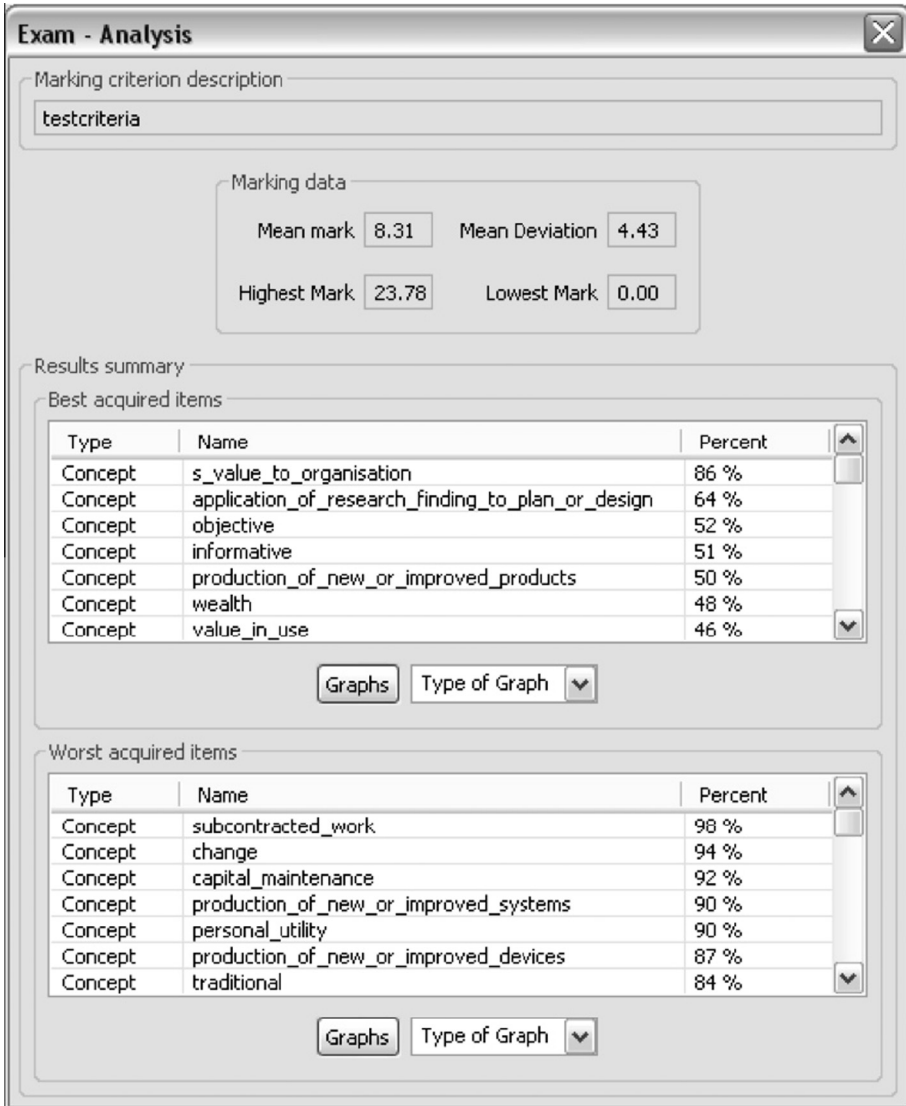 Exam - Analysis
Marking criterion description
testcriteria
Marking data
Mean mark 8.31 Mean Deviation 4.43
Highest Mark 23.78 Lowest Mark 0.00
Results summary
Best acquired items
Type Name Percent
Concept s_value_to_organisation 86 %
Concept application_of_research_finding_to_plan_or_design 64 %
Concept objective 52 %
Concept informative 51 %
Concept production_of_new_or_improved_products 50 %
Concept wealth 48 %
Concept value_in_use 46 %
Graphs Type of Graph
Worst acquired items
Type Name Percent
Concept subcontracted_work 98 %
Concept change 94 %
Concept capital_maintenance 92 %
Concept production_of_new_or_improved_systems 90 %
Concept personal_utility 90 %
Concept production_of_new_or_improved_devices 87 %
Concept traditional 84 %
Graphs Type of Graph